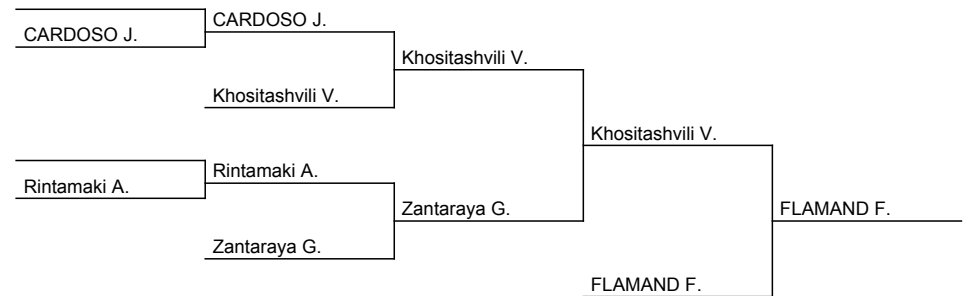 CARDOSO J.
CARDOSO J.
Khositashvili V.
Khositashvili V.
Khositashvili V.
Rintamaki A.
Rintamaki A.
Zantaraya G.
FLAMAND F.
Zantaraya G.
FLAMAND F.